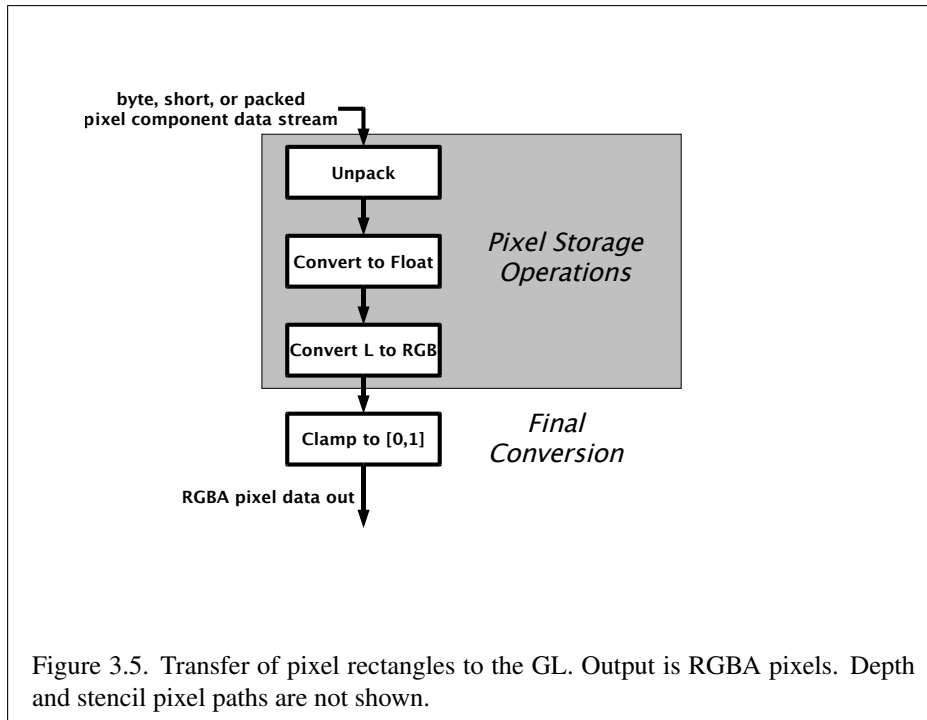 byte, short, or packed
pixel component data stream
Unpack
Pixel Storage
Operations
Convert to Float
Convert L to RGB
Clamp to [0,1]
Final
Conversion
RGBA pixel data out
Figure 3.5. Transfer of pixel rectangles to the GL. Output is RGBA pixels. Depth
and stencil pixel paths are not shown.